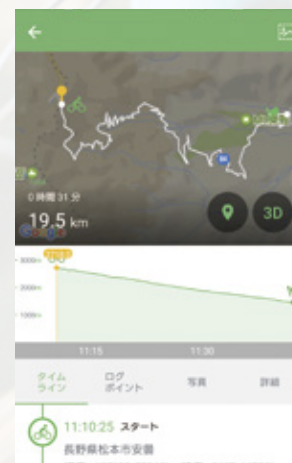 0時間31分
19.5 km
3D
Google
3000m
2000m
1000m
11:15
11:30
タイム
ライン
ログ
ポイント
写真
詳細
11:10:25 スタート
長野県松本市安曇